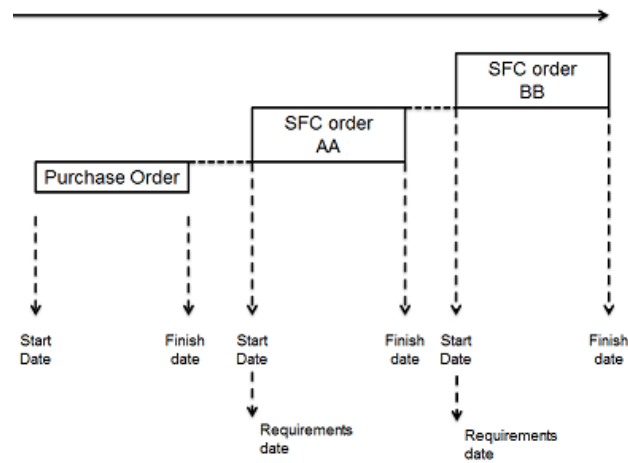 SFC order
BB
SFC order
AA
Purchase Order
Start
Date
Finish
date
Start
Date
Finish
date
Start
Date
Finish
date
Requirements
date
Requirements
date